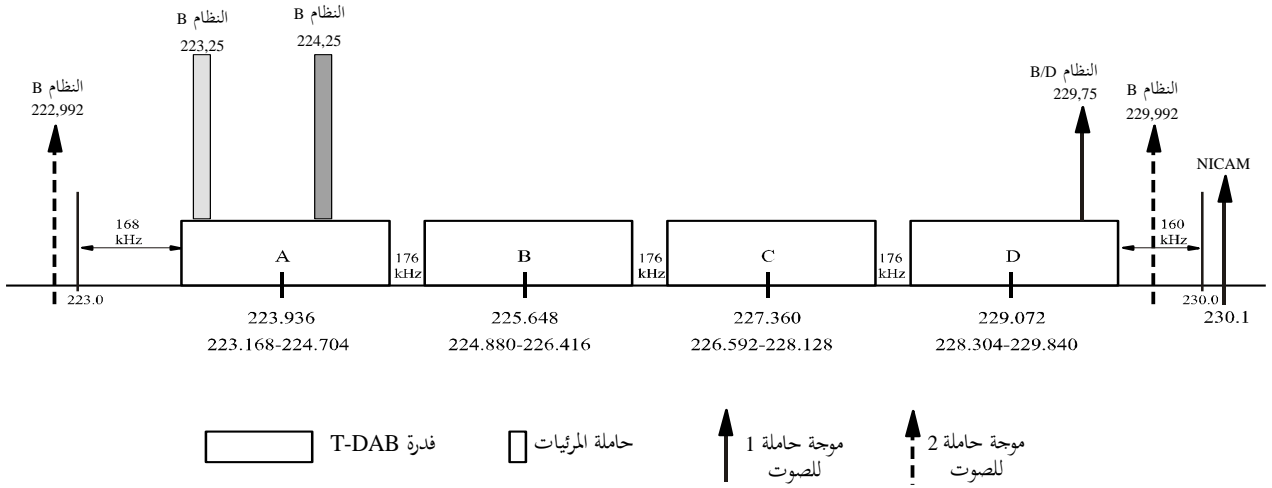 النظام B
223,25
النظام B
224,25
النظام B
222,992
النظام B/D
229,75
النظام B
229,992
NICAM
168
kHz
A
176
kHz
B
176
kHz
C
176
kHz
D
160
kHz
223.0
230.0
230.1
223.936
225.648
227.360
229.072
223.168-224.704
224.880-226.416
226.592-228.128
228.304-229.840
فدرة T-DAB
حاملة المرئيات
موجة حاملة 1
للصوت
موجة حاملة 2
للصوت